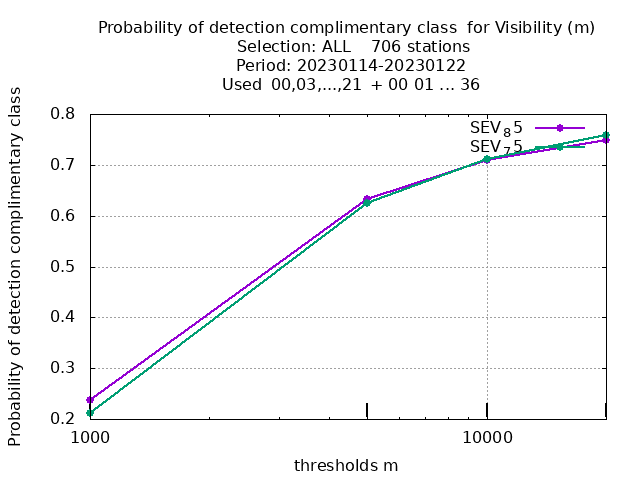 Probability of detection complimentary class  for Visibility (m)
Selection: ALL    706 stations
Period: 20230114-20230122
Used  00,03,...,21  + 00 01 ... 36
Probability of detection complimentary class
0.8
0.7
0.6
0.5
0.4
0.3
0.2
SEV₈5
SEV₇5
1000
10000
thresholds m